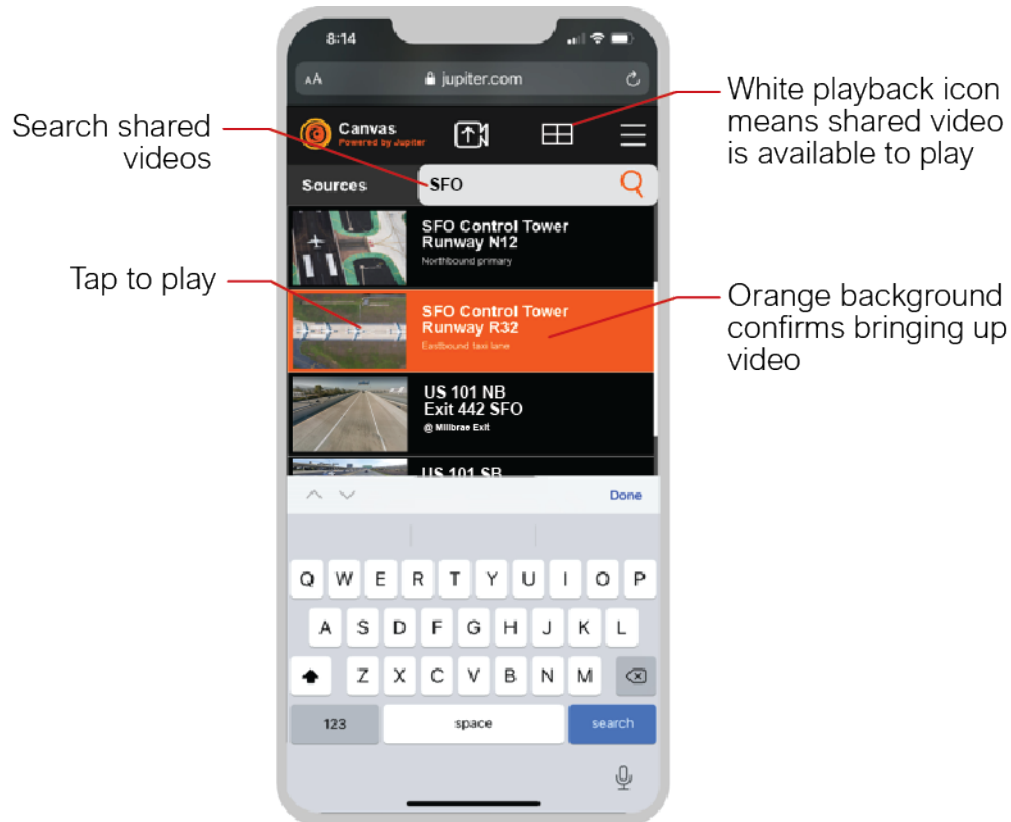 8:14
AA
jupiter.com
Search shared
videos
Canvas
Powered by Jupiter
White playback icon
means shared video
is available to play
Sources
SFO
SFO Control Tower
Runway N12
Northbound primary
Tap to play
SFO Control Tower
Runway R32
Eastbound taxi lane
Orange background
confirms bringing up
video
US 101 NB
Exit 442 SFO
@ Millbrae Exit
US 101 SB
Done
Q W E R T Y U I O P
A S D F G H J K L
Z X C V B N M
123 space search